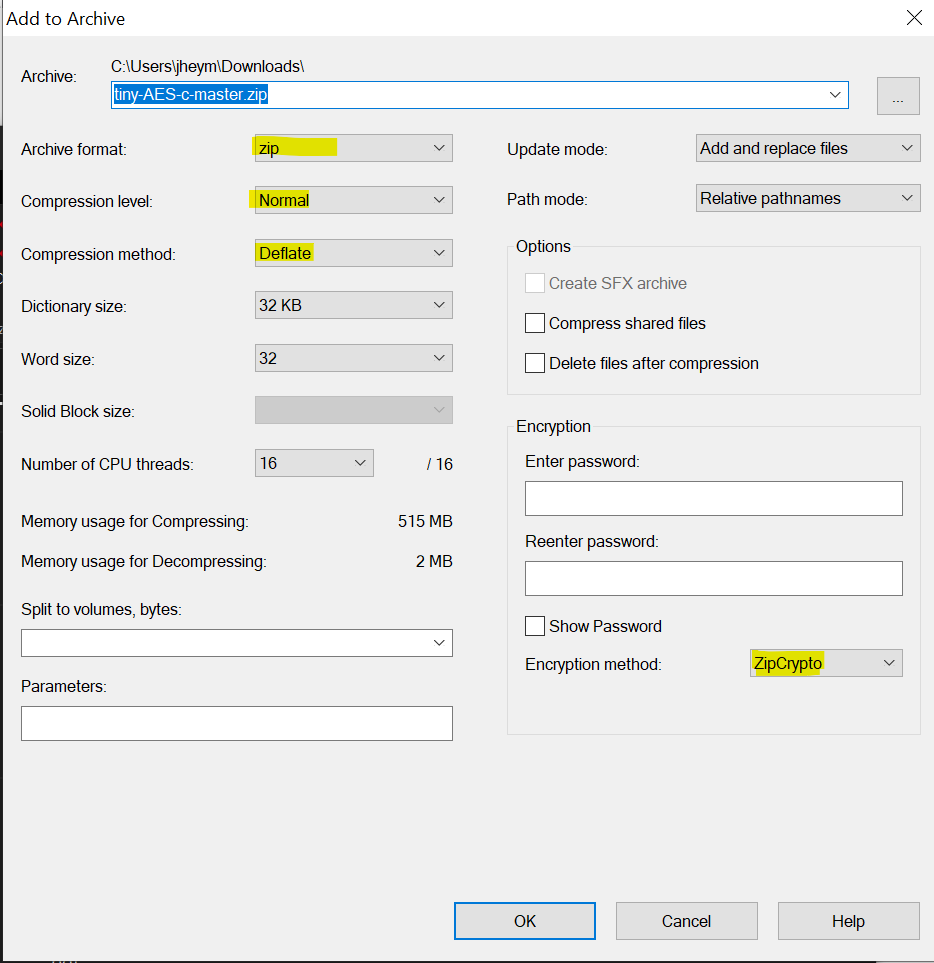 Add to Archive
Archive:
C:\Users\jheym\Downloads\
tiny-AES-c-master.zip
...
Archive format:
zip
Compression level:
Normal
Compression method:
Deflate
Dictionary size:
32 KB
Word size:
32
Solid Block size:
Number of CPU threads:
16
/ 16
Memory usage for Compressing:
515 MB
Memory usage for Decompressing:
2 MB
Split to volumes, bytes:
Parameters:
Update mode:
Add and replace files
Path mode:
Relative pathnames
Options
Create SFX archive
Compress shared files
Delete files after compression
Encryption
Enter password:
Reenter password:
Show Password
Encryption method:
ZipCrypto
OK
Cancel
Help